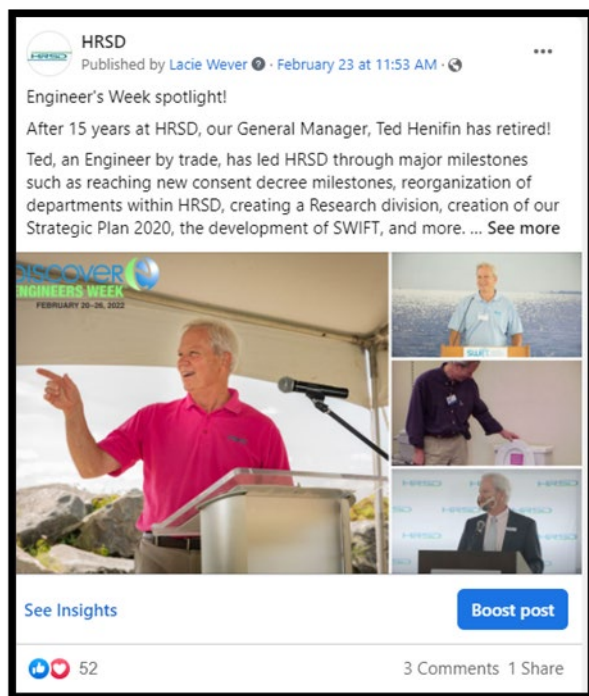 HRSD
HRSD
Published by Lacie Wever · February 23 at 11:53 AM ·
Engineer's Week spotlight!
After 15 years at HRSD, our General Manager, Ted Henifin has retired!
Ted, an Engineer by trade, has led HRSD through major milestones
such as reaching new consent decree milestones, reorganization of
departments within HRSD, creating a Research division, creation of our
Strategic Plan 2020, the development of SWIFT, and more. ... See more
DISCOVER
ENGINEERS WEEK
FEBRUARY 20–26, 2022
SWIFT
HRSD
HRSD
HRSD
HRSD
See Insights
Boost post
52
3 Comments 1 Share